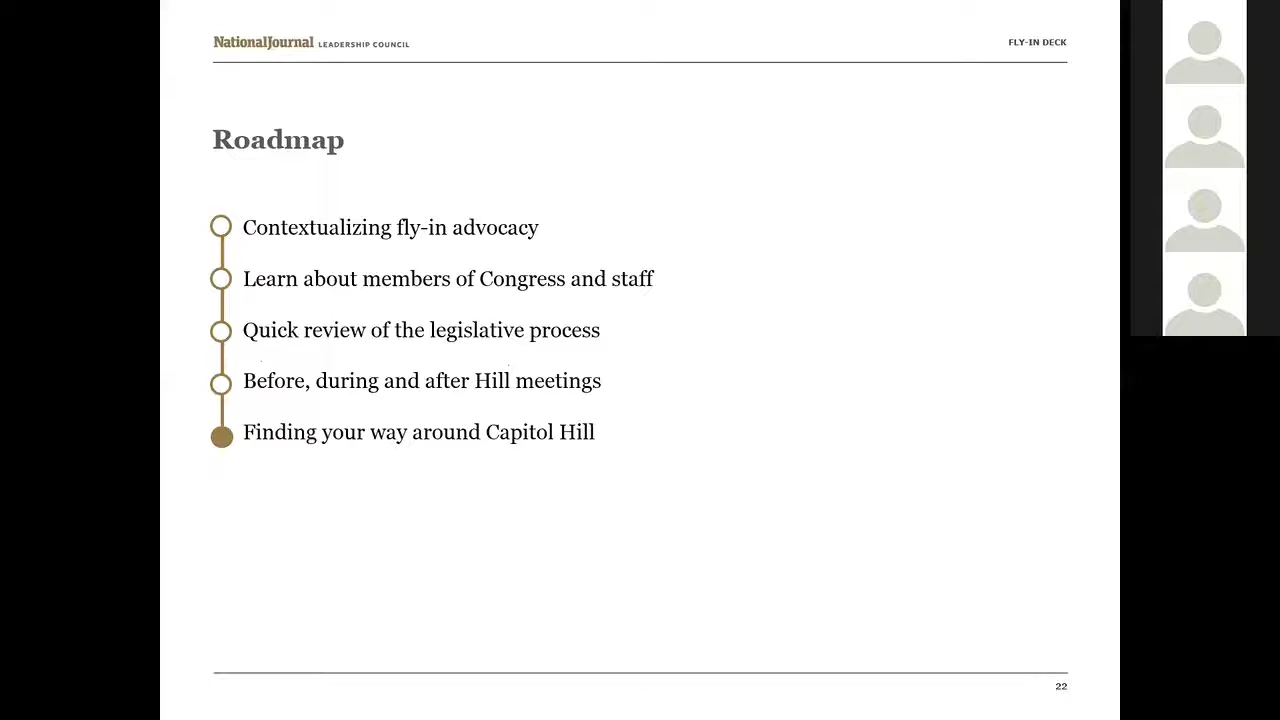 NationalJournal LEADERSHIP COUNCIL
FLY-IN DECK
Roadmap
Contextualizing fly-in advocacy
Learn about members of Congress and staff
Quick review of the legislative process
Before, during and after Hill meetings
Finding your way around Capitol Hill
22